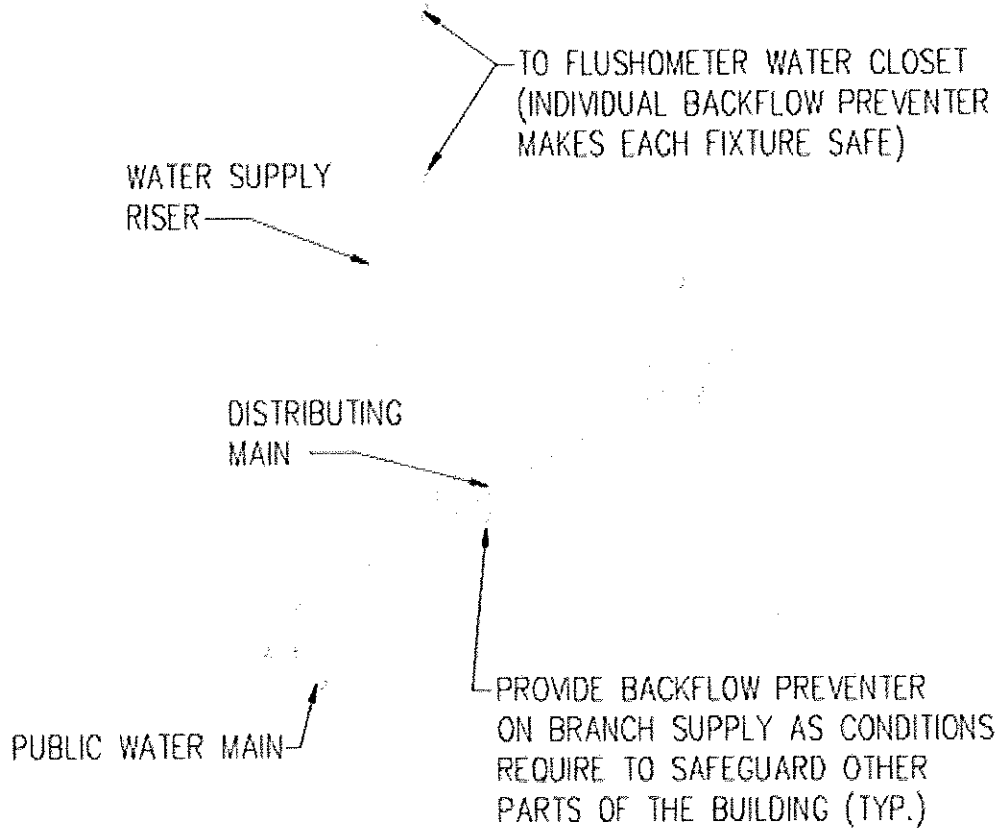 TO FLUSHOMETER WATER CLOSET
(INDIVIDUAL BACKFLOW PREVENTER
MAKES EACH FIXTURE SAFE)
WATER SUPPLY
RISER
DISTRIBUTING
MAIN
PROVIDE BACKFLOW PREVENTER
ON BRANCH SUPPLY AS CONDITIONS
REQUIRE TO SAFEGUARD OTHER
PARTS OF THE BUILDING (TYP.)
PUBLIC WATER MAIN